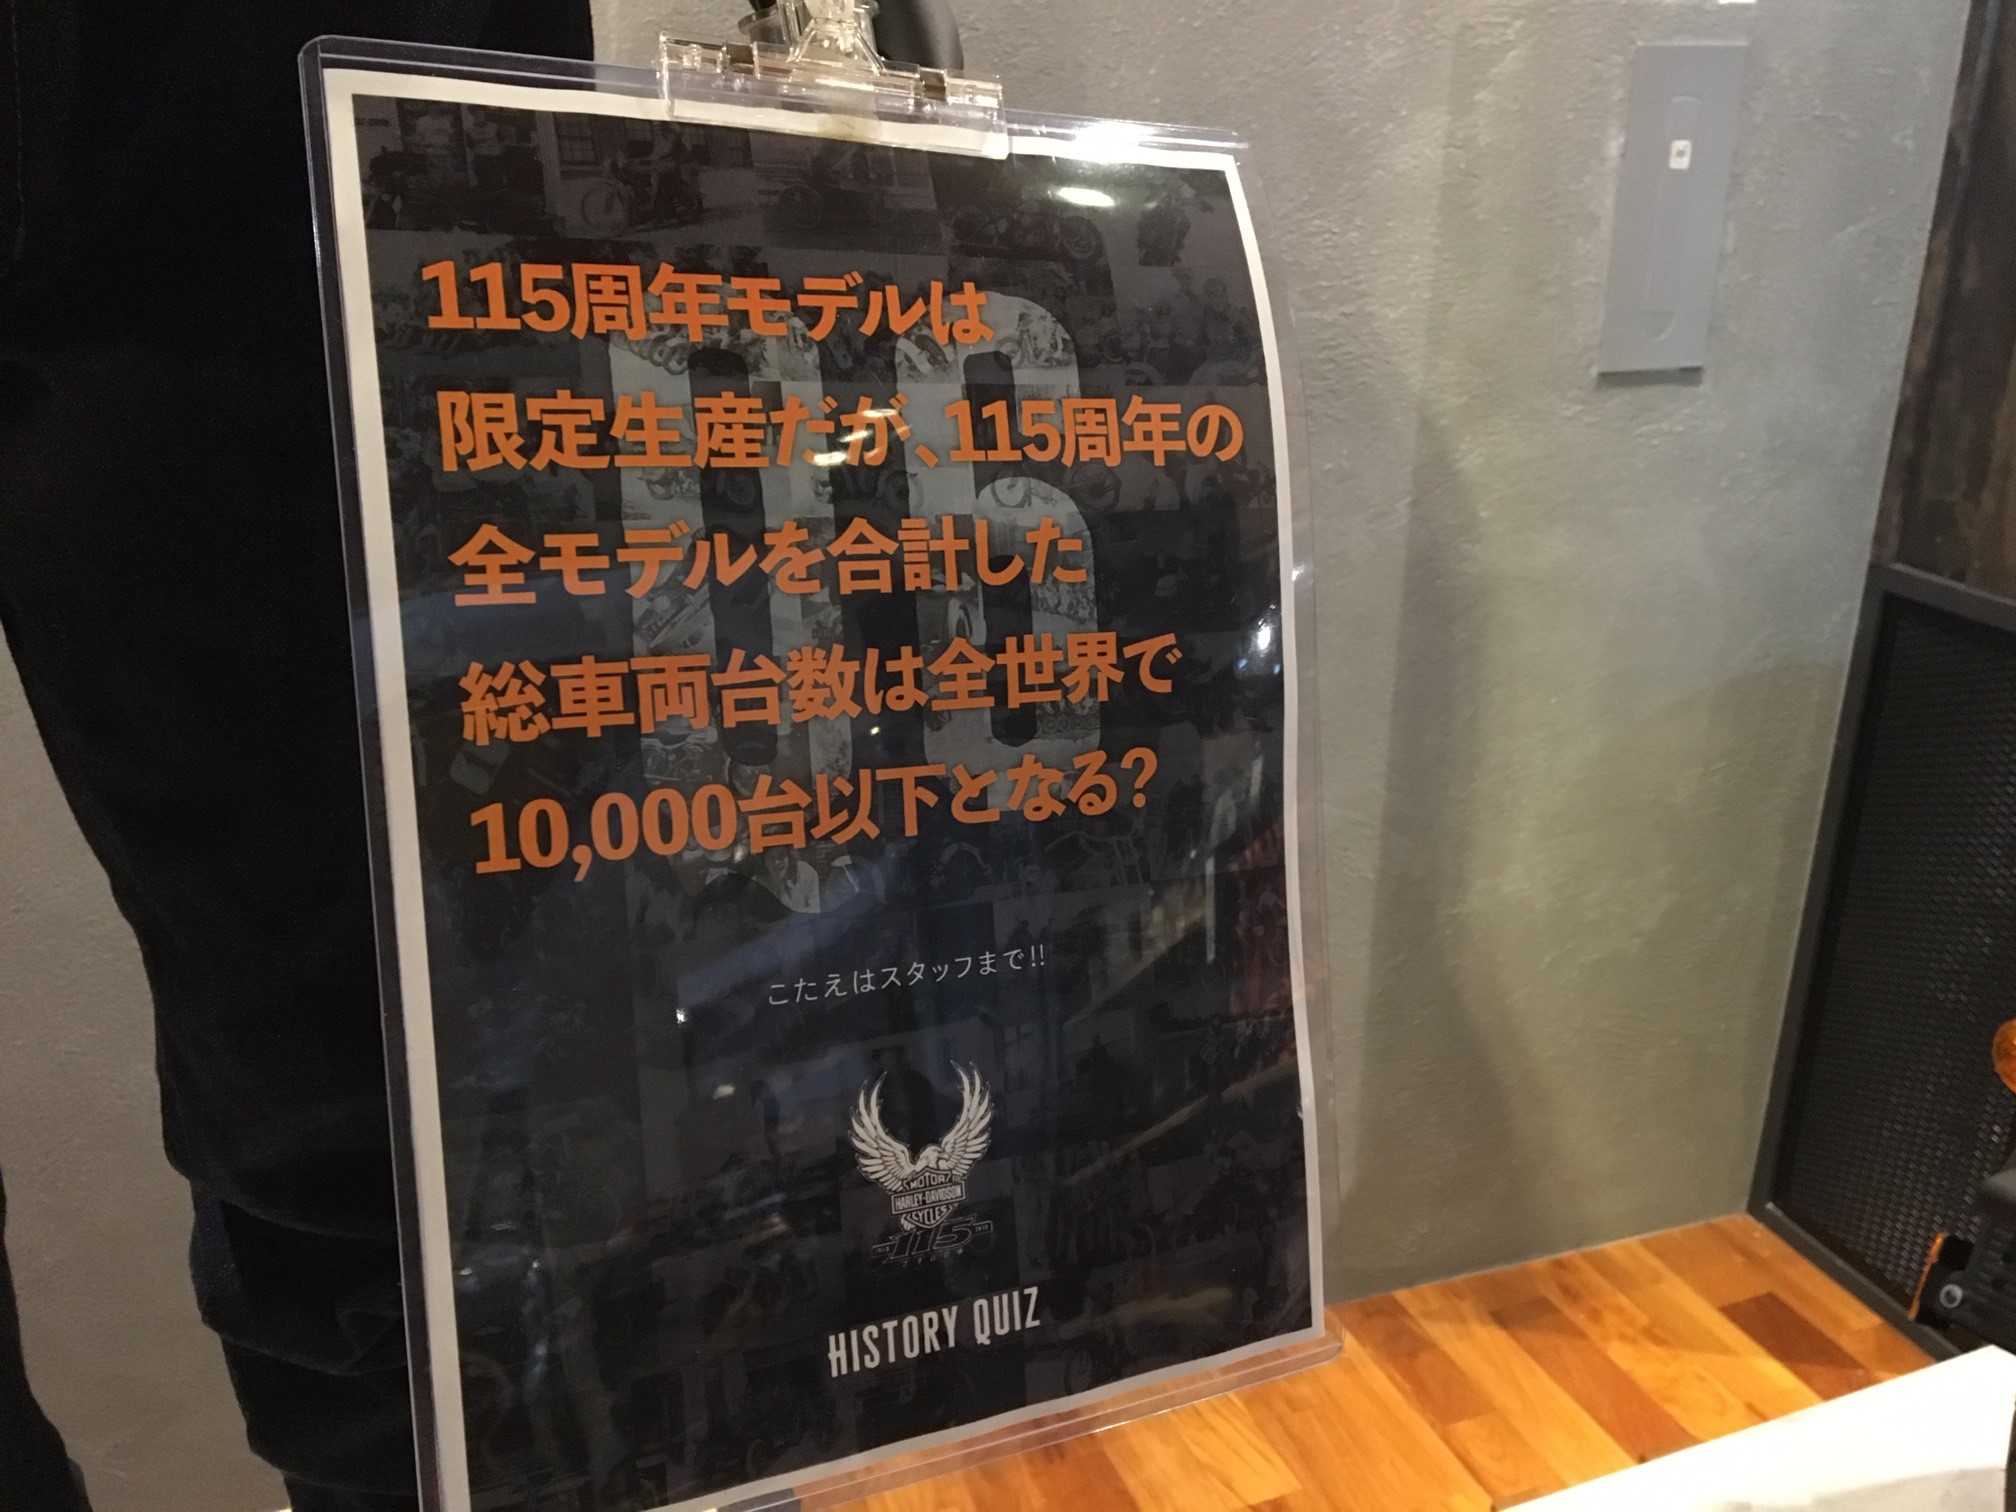 115周年モデルは
限定生産だが、115周年の
全モデルを合計した
総車両台数は全世界で
10,000台以下となる?
こたえはスタッフまで!!
MOTOR
HARLEY-DAVIDSON
CYCLES
115
HISTORY QUIZ